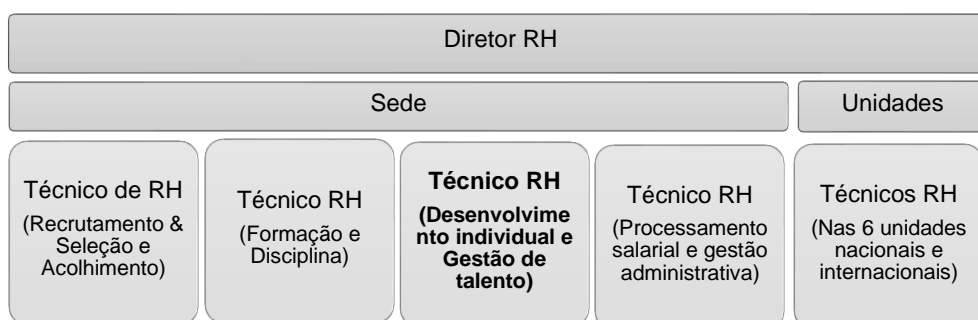 Diretor RH
Sede
Unidades
Técnico de RH
(Recrutamento &
Seleção e
Acolhimento)
Técnico RH
(Formação e
Disciplina)
Técnico RH
(Desenvolvime
nto individual e
Gestão de
talento)
Técnico RH
(Processamento
salarial e gestão
administrativa)
Técnicos RH
(Nas 6 unidades
nacionais e
internacionais)